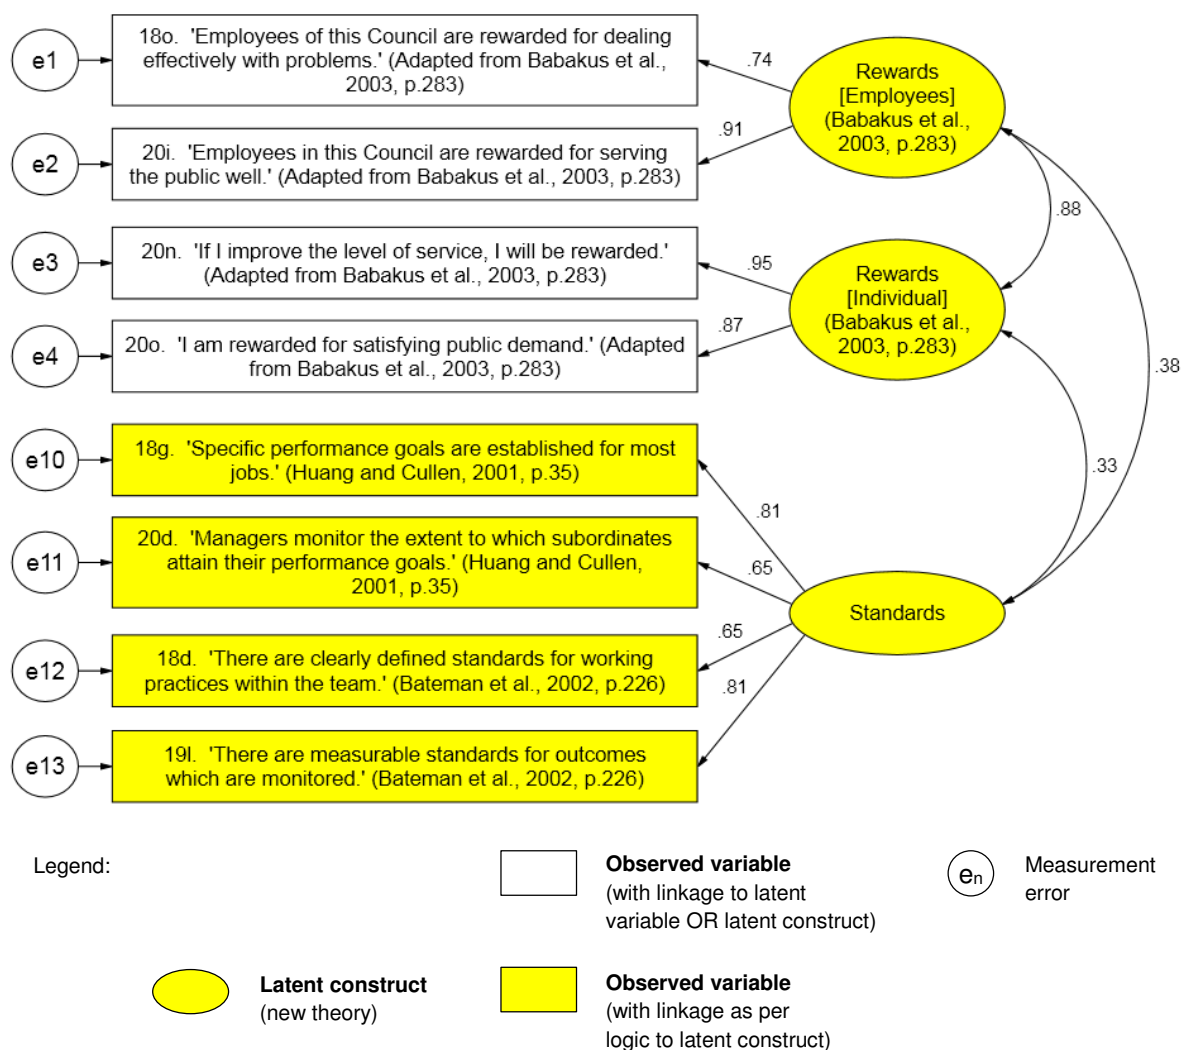 e1
18o. 'Employees of this Council are rewarded for dealing
effectively with problems.' (Adapted from Babakus et al.,
2003, p.283)
.74
Rewards
[Employees]
(Babakus et al.,
2003, p.283)
e2
20i. 'Employees in this Council are rewarded for serving
the public well.' (Adapted from Babakus et al., 2003, p.283)
.91
.88
e3
20n. 'If I improve the level of service, I will be rewarded.'
(Adapted from Babakus et al., 2003, p.283)
.95
Rewards
[Individual]
(Babakus et al.,
2003, p.283)
e4
20o. 'I am rewarded for satisfying public demand.' (Adapted
from Babakus et al., 2003, p.283)
.87
.38
e10
18g. 'Specific performance goals are established for most
jobs.' (Huang and Cullen, 2001, p.35)
.33
.81
e11
20d. 'Managers monitor the extent to which subordinates
attain their performance goals.' (Huang and Cullen,
2001, p.35)
.65
Standards
e12
18d. 'There are clearly defined standards for working
practices within the team.' (Bateman et al., 2002, p.226)
.65
.81
e13
19l. 'There are measurable standards for outcomes
which are monitored.' (Bateman et al., 2002, p.226)
Legend:
Observed variable
(with linkage to latent
variable OR latent construct)
en
Measurement
error
Latent construct
(new theory)
Observed variable
(with linkage as per
logic to latent construct)